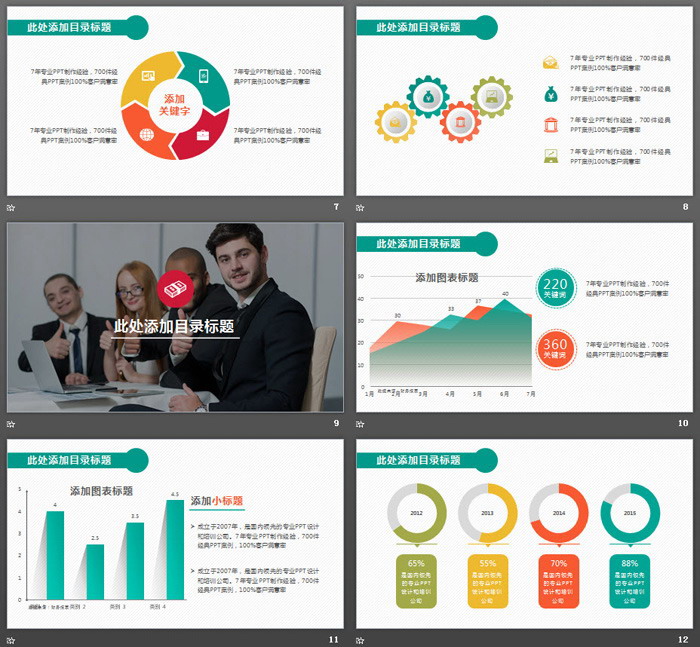 此处添加目录标题
7年专业PPT制作经验，700件经
典PPT案例100%客户满意率
7年专业PPT制作经验，700件经
典PPT案例100%客户满意率
添加
关键字
7年专业PPT制作经验，700件经
典PPT案例100%客户满意率
7年专业PPT制作经验，700件经
典PPT案例100%客户满意率
7
此处添加目录标题
7年专业PPT制作经验，700件经典
PPT案例100%客户满意率
7年专业PPT制作经验，700件经典
PPT案例100%客户满意率
7年专业PPT制作经验，700件经典
PPT案例100%客户满意率
7年专业PPT制作经验，700件经典
PPT案例100%客户满意率
8
此处添加目录标题
9
此处添加目录标题
添加图表标题
50
40
30
20
10
0
30
33
37
40
1月 2月 3月 4月 5月 6月 7月
220
关键词
7年专业PPT制作经验，700件
经典PPT案例100%客户满意率
360
关键词
7年专业PPT制作经验，700件
经典PPT案例100%客户满意率
10
此处添加目录标题
添加图表标题
5
4
3
2
1
0
4
2.5
3.5
4.5
类别 2 类别 3 类别 4
添加小标题
成立于2007年，是国内领先的专业PPT设计
和培训公司。7年专业PPT制作经验，700件
经典PPT案例，100%客户满意率
成立于2007年，是国内领先的专业PPT设计
和培训公司。7年专业PPT制作经验，700件
经典PPT案例，100%客户满意率
11
此处添加目录标题
2012
2013
2014
2015
65%
是国内领先
的专业PPT
设计和培训
公司
55%
是国内领先
的专业PPT
设计和培训
公司
70%
是国内领先
的专业PPT
设计和培训
公司
88%
是国内领先
的专业PPT
设计和培训
公司
12